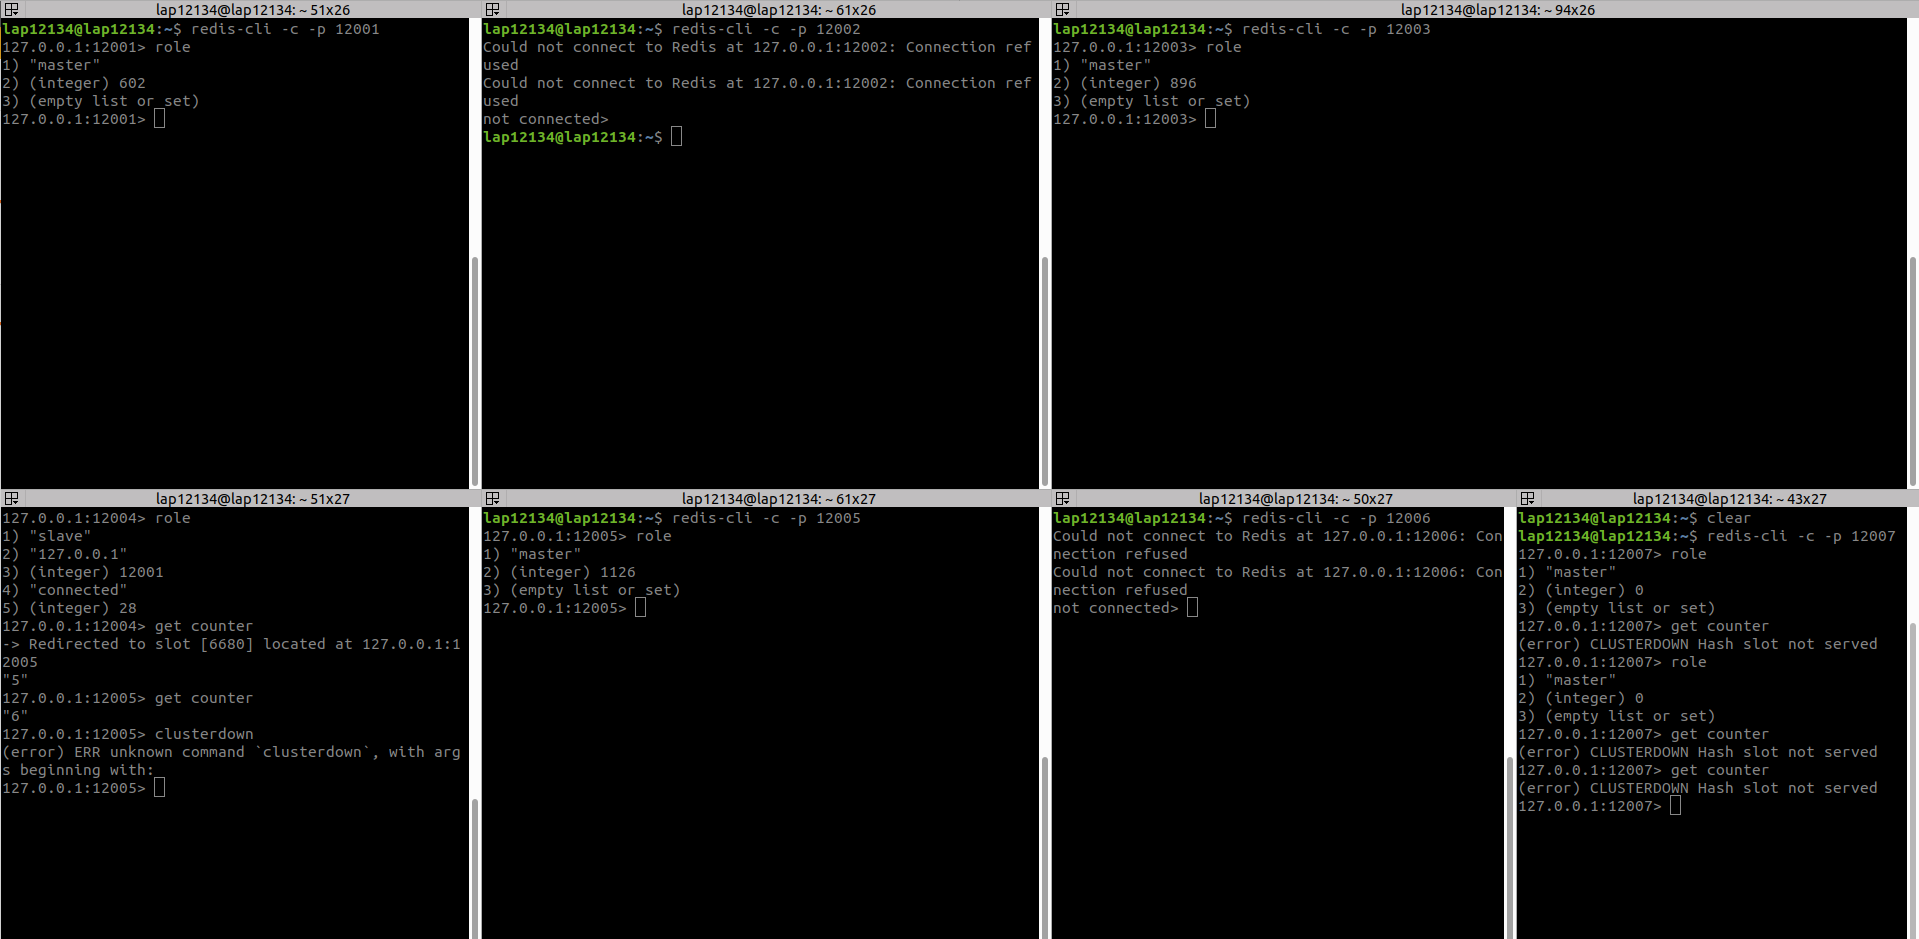 lap12134@lap12134: ~ 51x26
lap12134@lap12134:~$ redis-cli -c -p 12001
127.0.0.1:12001> role
1) "master"
2) (integer) 602
3) (empty list or set)
127.0.0.1:12001>
lap12134@lap12134: ~ 61x26
lap12134@lap12134:~$ redis-cli -c -p 12002
Could not connect to Redis at 127.0.0.1:12002: Connection ref
used
Could not connect to Redis at 127.0.0.1:12002: Connection ref
used
not connected>
lap12134@lap12134:~$
lap12134@lap12134: ~ 94x26
lap12134@lap12134:~$ redis-cli -c -p 12003
127.0.0.1:12003> role
1) "master"
2) (integer) 896
3) (empty list or set)
127.0.0.1:12003>
lap12134@lap12134: ~ 51x27
127.0.0.1:12004> role
1) "slave"
2) "127.0.0.1"
3) (integer) 12001
4) "connected"
5) (integer) 28
127.0.0.1:12004> get counter
-> Redirected to slot [6680] located at 127.0.0.1:1
2005
"5"
127.0.0.1:12005> get counter
"6"
127.0.0.1:12005> clusterdown
(error) ERR unknown command `clusterdown`, with arg
s beginning with:
127.0.0.1:12005>
lap12134@lap12134: ~ 61x27
lap12134@lap12134:~$ redis-cli -c -p 12005
127.0.0.1:12005> role
1) "master"
2) (integer) 1126
3) (empty list or set)
127.0.0.1:12005>
lap12134@lap12134: ~ 50x27
lap12134@lap12134:~$ redis-cli -c -p 12006
Could not connect to Redis at 127.0.0.1:12006: Con
nection refused
Could not connect to Redis at 127.0.0.1:12006: Con
nection refused
not connected>
lap12134@lap12134: ~ 43x27
lap12134@lap12134:~$ clear
lap12134@lap12134:~$ redis-cli -c -p 12007
127.0.0.1:12007> role
1) "master"
2) (integer) 0
3) (empty list or set)
127.0.0.1:12007> get counter
(error) CLUSTERDOWN Hash slot not served
127.0.0.1:12007> role
1) "master"
2) (integer) 0
3) (empty list or set)
127.0.0.1:12007> get counter
(error) CLUSTERDOWN Hash slot not served
127.0.0.1:12007> get counter
(error) CLUSTERDOWN Hash slot not served
127.0.0.1:12007>